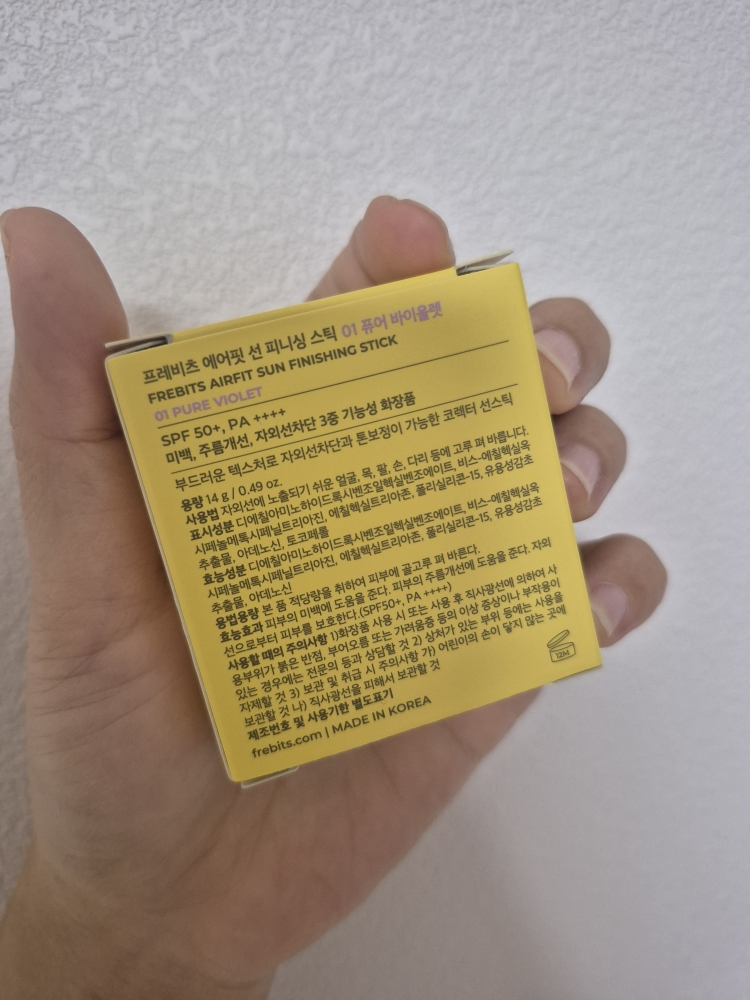 프레비츠 에어핏 선 피니싱 스틱 01 퓨어 바이올렛
FREBITS AIRFIT SUN FINISHING STICK
01 PURE VIOLET
SPF 50+, PA ++++
미백, 주름개선, 자외선차단 3중 기능성 화장품
부드러운 텍스처로 자외선차단과 톤보정이 가능한 코렉터 선스틱
용량 14 g / 0.49 oz.
사용법 자외선에 노출되기 쉬운 얼굴, 목, 팔, 손, 다리 등에 고루 펴 바릅니다.
표시성분 디에칠아미노하이드록시벤조일헥실벤조에이트, 비스-에칠헥실옥
시페놀메톡시페닐트리아진, 에칠헥실트리아존, 폴리실리콘-15, 유용성감초
추출물, 아데노신, 토코페롤
효능성분 디에칠아미노하이드록시벤조일헥실벤조에이트, 비스-에칠헥실옥
시페놀메톡시페닐트리아진, 에칠헥실트리아존, 폴리실리콘-15, 유용성감초
추출물, 아데노신
용법용량 본 품 적당량을 취하여 피부에 골고루 펴 바른다.
효능효과 피부의 미백에 도움을 준다. 피부의 주름개선에 도움을 준다. 자외
선으로부터 피부를 보호한다.(SPF50+, PA ++++)
사용할 때의 주의사항 1)화장품 사용 시 또는 사용 후 직사광선에 의하여 사
용부위가 붉은 반점, 부어오름 또는 가려움증 등의 이상 증상이나 부작용이
있는 경우에는 전문의 등과 상담할 것 2) 상처가 있는 부위 등에는 사용을
자제할 것 3) 보관 및 취급 시 주의사항 가) 어린이의 손이 닿지 않는 곳에
보관할 것 나) 직사광선을 피해서 보관할 것
제조번호 및 사용기한 별도표기
frebits.com | MADE IN KOREA
12M